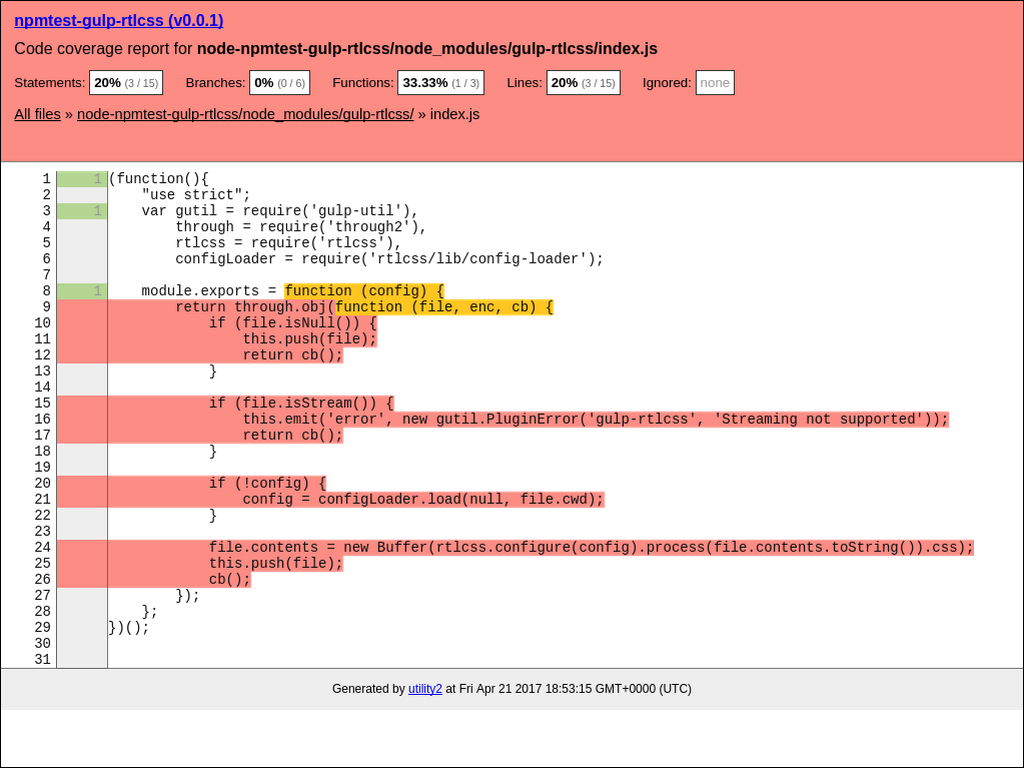 npmtest-gulp-rtlcss (v0.0.1)
Code coverage report for node-npmtest-gulp-rtlcss/node_modules/gulp-rtlcss/index.js
Statements: 20% (3 / 15) Branches: 0% (0 / 6) Functions: 33.33% (1 / 3) Lines: 20% (3 / 15) Ignored: none
All files » node-npmtest-gulp-rtlcss/node_modules/gulp-rtlcss/ » index.js
1 1 (function(){
2 "use strict";
3 1 var gutil = require('gulp-util'),
4 through = require('through2'),
5 rtlcss = require('rtlcss'),
6 configLoader = require('rtlcss/lib/config-loader');
7
8 1 module.exports = function (config) {
9 return through.obj(function (file, enc, cb) {
10 if (file.isNull()) {
11 this.push(file);
12 return cb();
13 }
14
15 if (file.isStream()) {
16 this.emit('error', new gutil.PluginError('gulp-rtlcss', 'Streaming not supported'));
17 return cb();
18 }
19
20 if (!config) {
21 config = configLoader.load(null, file.cwd);
22 }
23
24 file.contents = new Buffer(rtlcss.configure(config).process(file.contents.toString()).css);
25 this.push(file);
26 cb();
27 });
28 };
29 })();
30
31
Generated by utility2 at Fri Apr 21 2017 18:53:15 GMT+0000 (UTC)